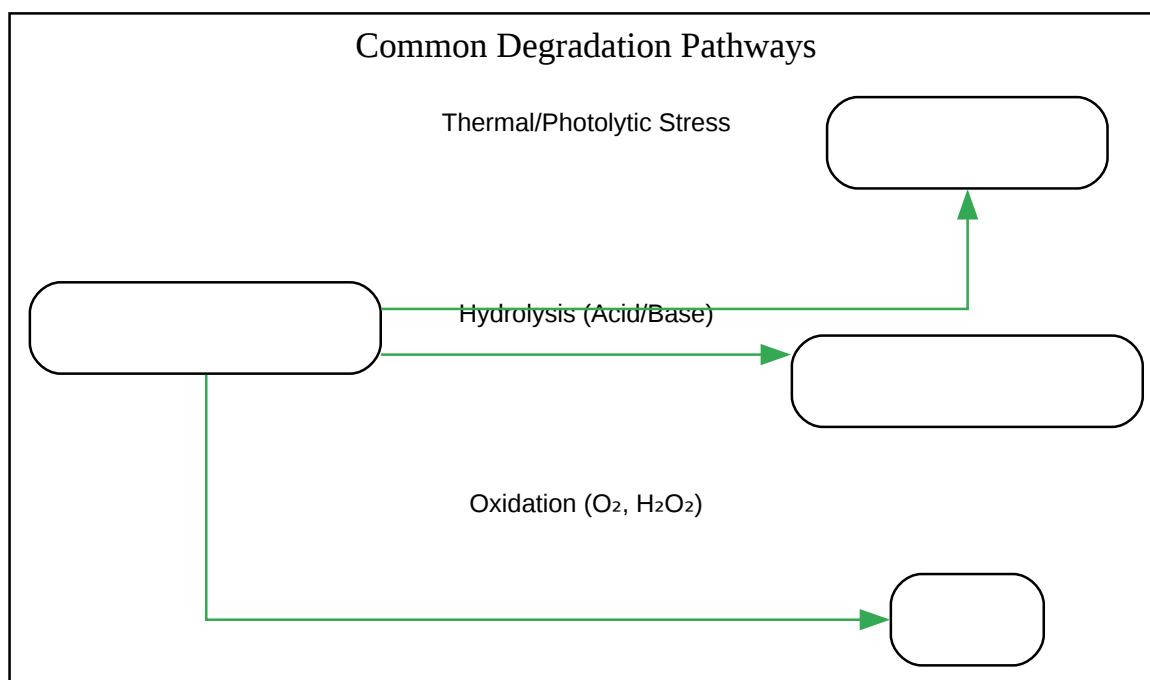 Common Degradation Pathways
Thermal/Photolytic Stress
Hydrolysis (Acid/Base)
Oxidation (O₂, H₂O₂)